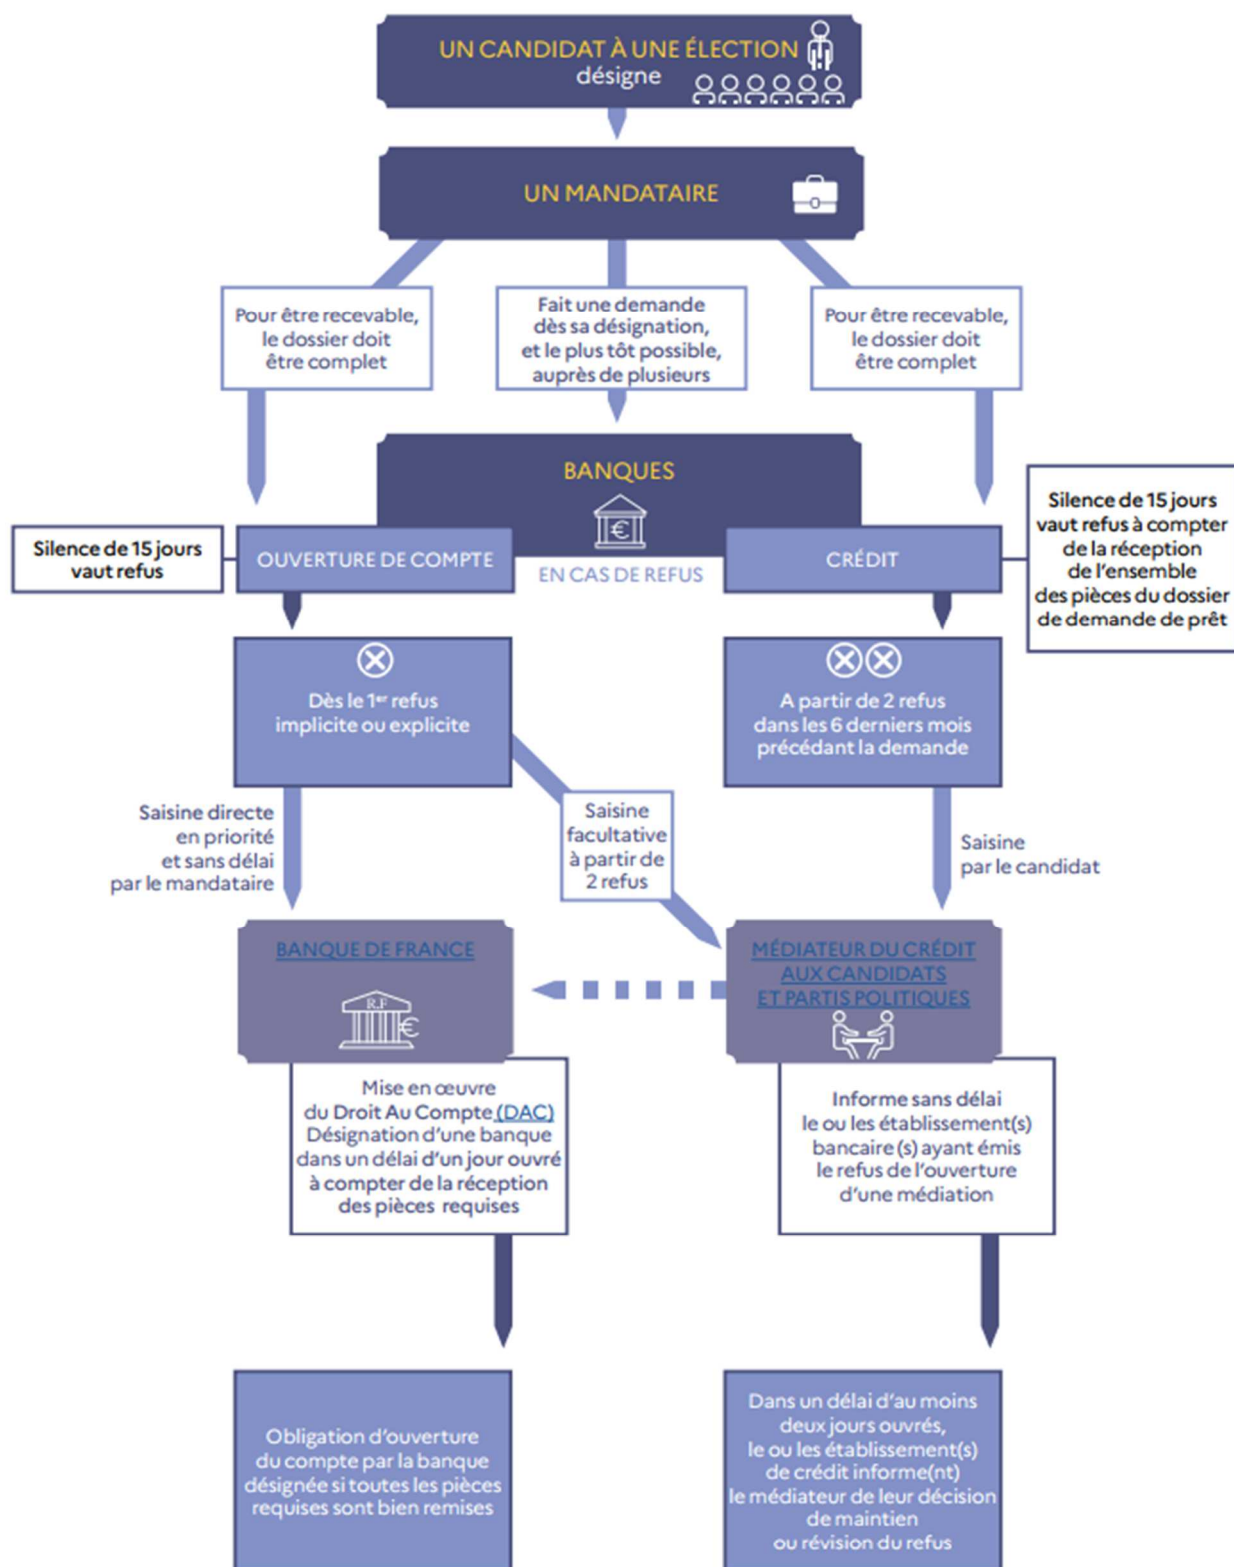 UN CANDIDAT À UNE ÉLECTION
désigne
UN MANDATAIRE
Pour être recevable,
le dossier doit
être complet
Fait une demande
dès sa désignation,
et le plus tôt possible,
auprès de plusieurs
Pour être recevable,
le dossier doit
être complet
BANQUES
€
Silence de 15 jours
vaut refus
OUVERTURE DE COMPTE
EN CAS DE REFUS
CRÉDIT
Silence de 15 jours
vaut refus à compter
de la réception
de l'ensemble
des pièces du dossier
de demande de prêt
Dès le 1er refus
implicite ou explicite
A partir de 2 refus
dans les 6 derniers mois
précédant la demande
Saisine directe
en priorité
et sans délai
par le mandataire
Saisine
facultative
à partir de
2 refus
Saisine
par le candidat
BANQUE DE FRANCE
R.F
€
MÉDIATEUR DU CRÉDIT
AUX CANDIDATS
ET PARTIS POLITIQUES
Mise en œuvre
du Droit Au Compte (DAC)
Désignation d'une banque
dans un délai d'un jour ouvré
à compter de la réception
des pièces requises
Informe sans délai
le ou les établissement(s)
bancaire(s) ayant émis
le refus de l'ouverture
d'une médiation
Obligation d'ouverture
du compte par la banque
désignée si toutes les pièces
requises sont bien remises
Dans un délai d'au moins
deux jours ouvrés,
le ou les établissement(s)
de crédit informe(nt)
le médiateur de leur décision
de maintien
ou révision du refus